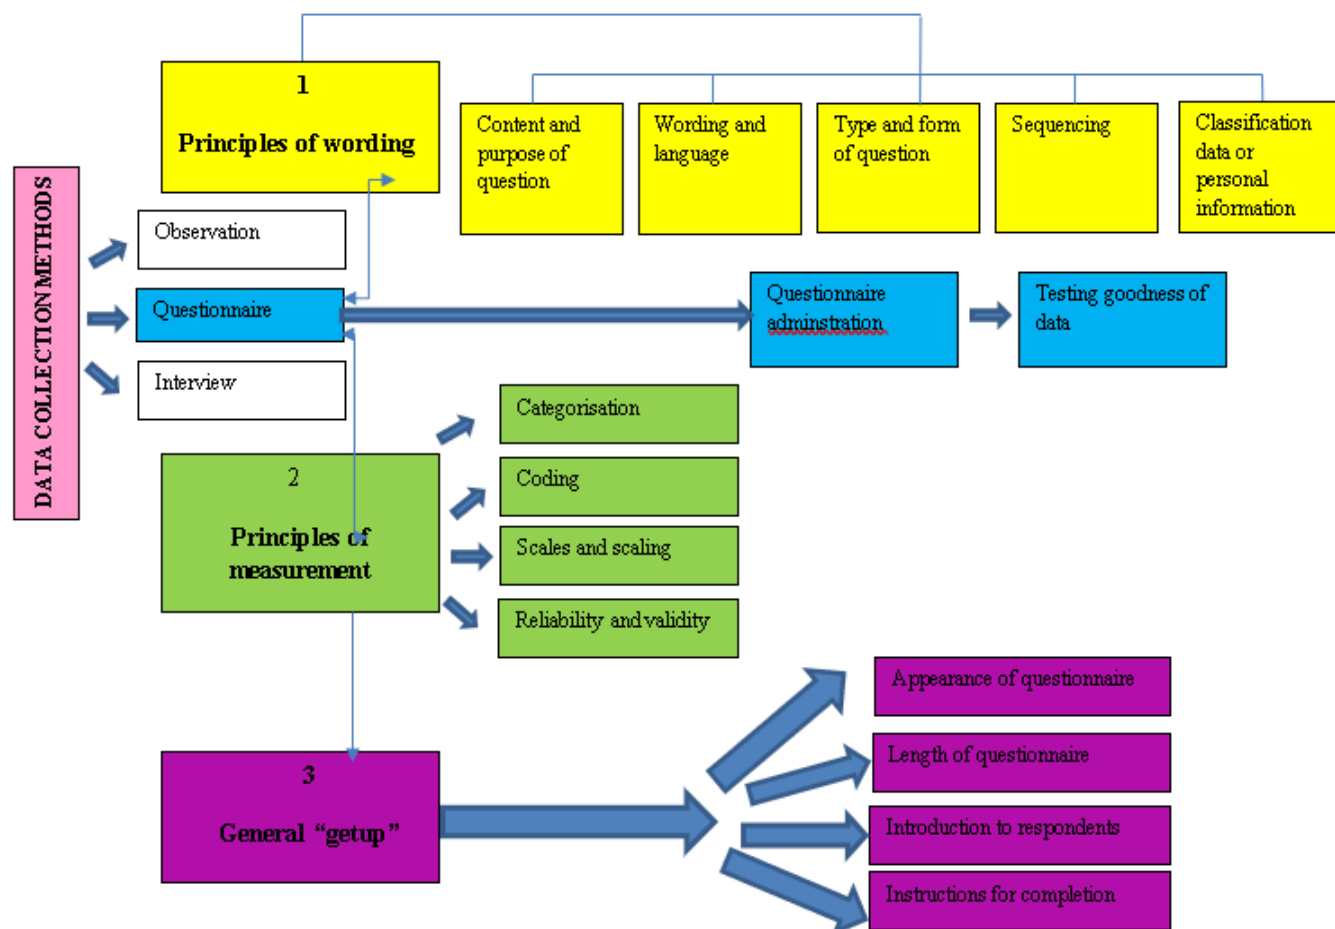 1
Principles of wording
Content and
purpose of
question
Wording and
language
Type and form
of question
Sequencing
Classification
data or
personal
information
DATA COLLECTION METHODS
Observation
Questionnaire
Interview
Questionnaire
adminstration
Testing goodness of
data
2
Principles of
measurement
Categorisation
Coding
Scales and scaling
Reliability and validity
3
General “getup”
Appearance of questionnaire
Length of questionnaire
Introduction to respondents
Instructions for completion